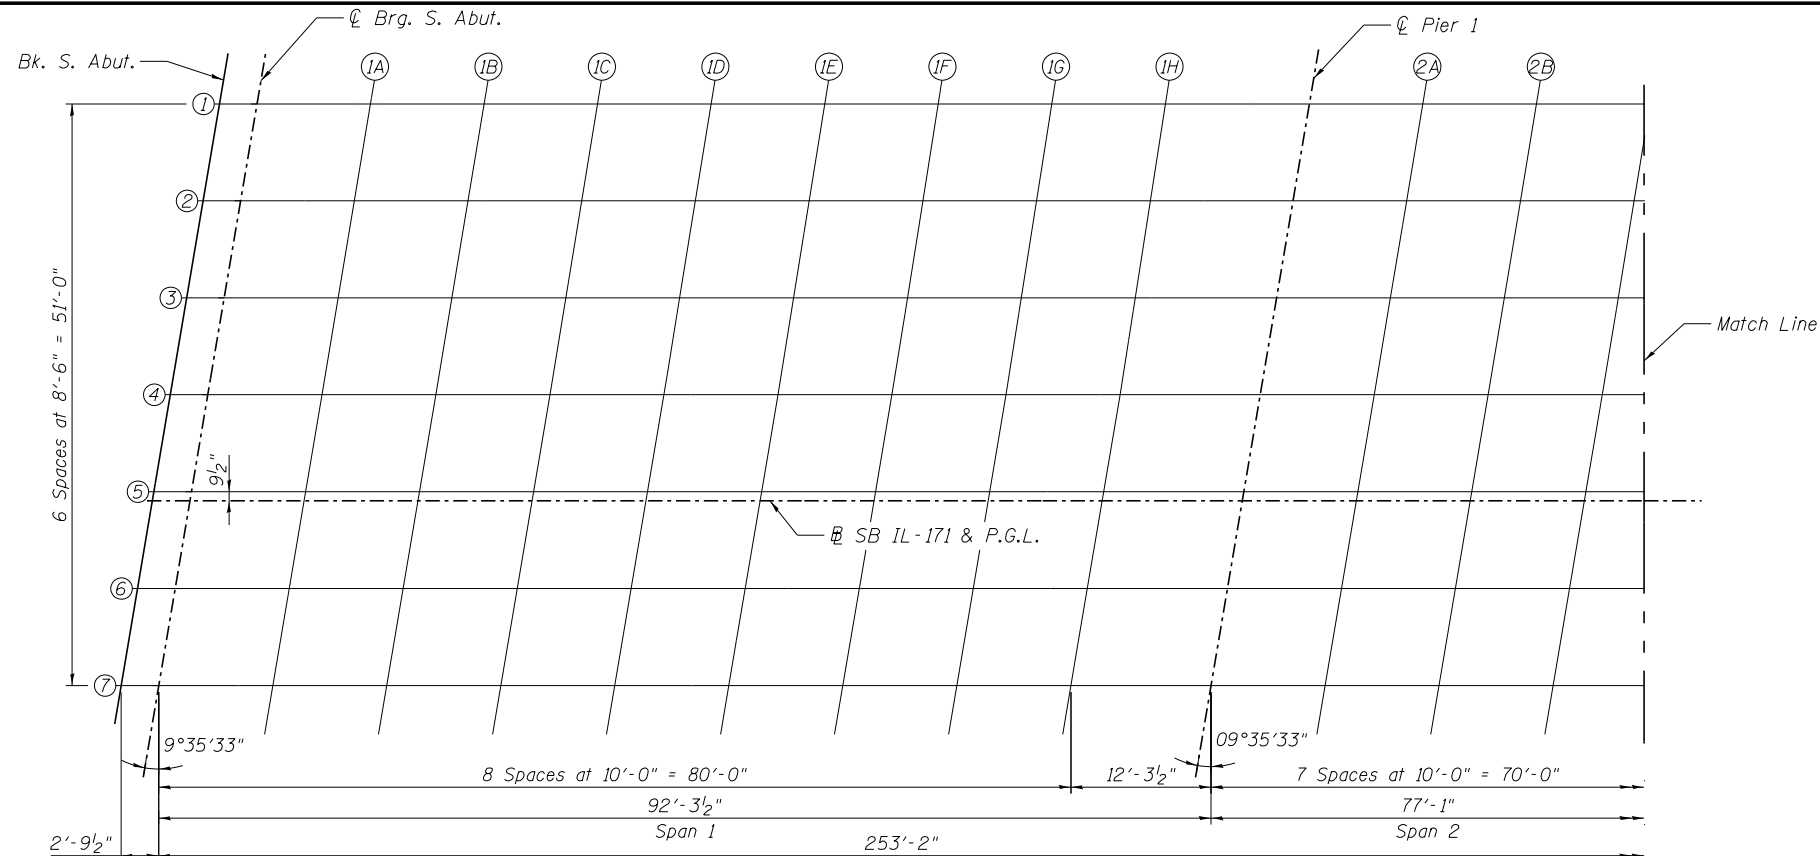 ℄ Brg. S. Abut.
℄ Pier 1
Bk. S. Abut.
1A 1B 1C 1D 1E 1F 1G 1H 2A 2B
1
2
3
Match Line
4
6 Spaces at 8'-6" = 51'-0"
9½"
5
SB IL-171 & P.G.L.
6
7
9°35'33"
09°35'33"
8 Spaces at 10'-0" = 80'-0"
12'-3½"
7 Spaces at 10'-0" = 70'-0"
92'-3½"
77'-1"
Span 1
Span 2
2'-9½"
253'-2"